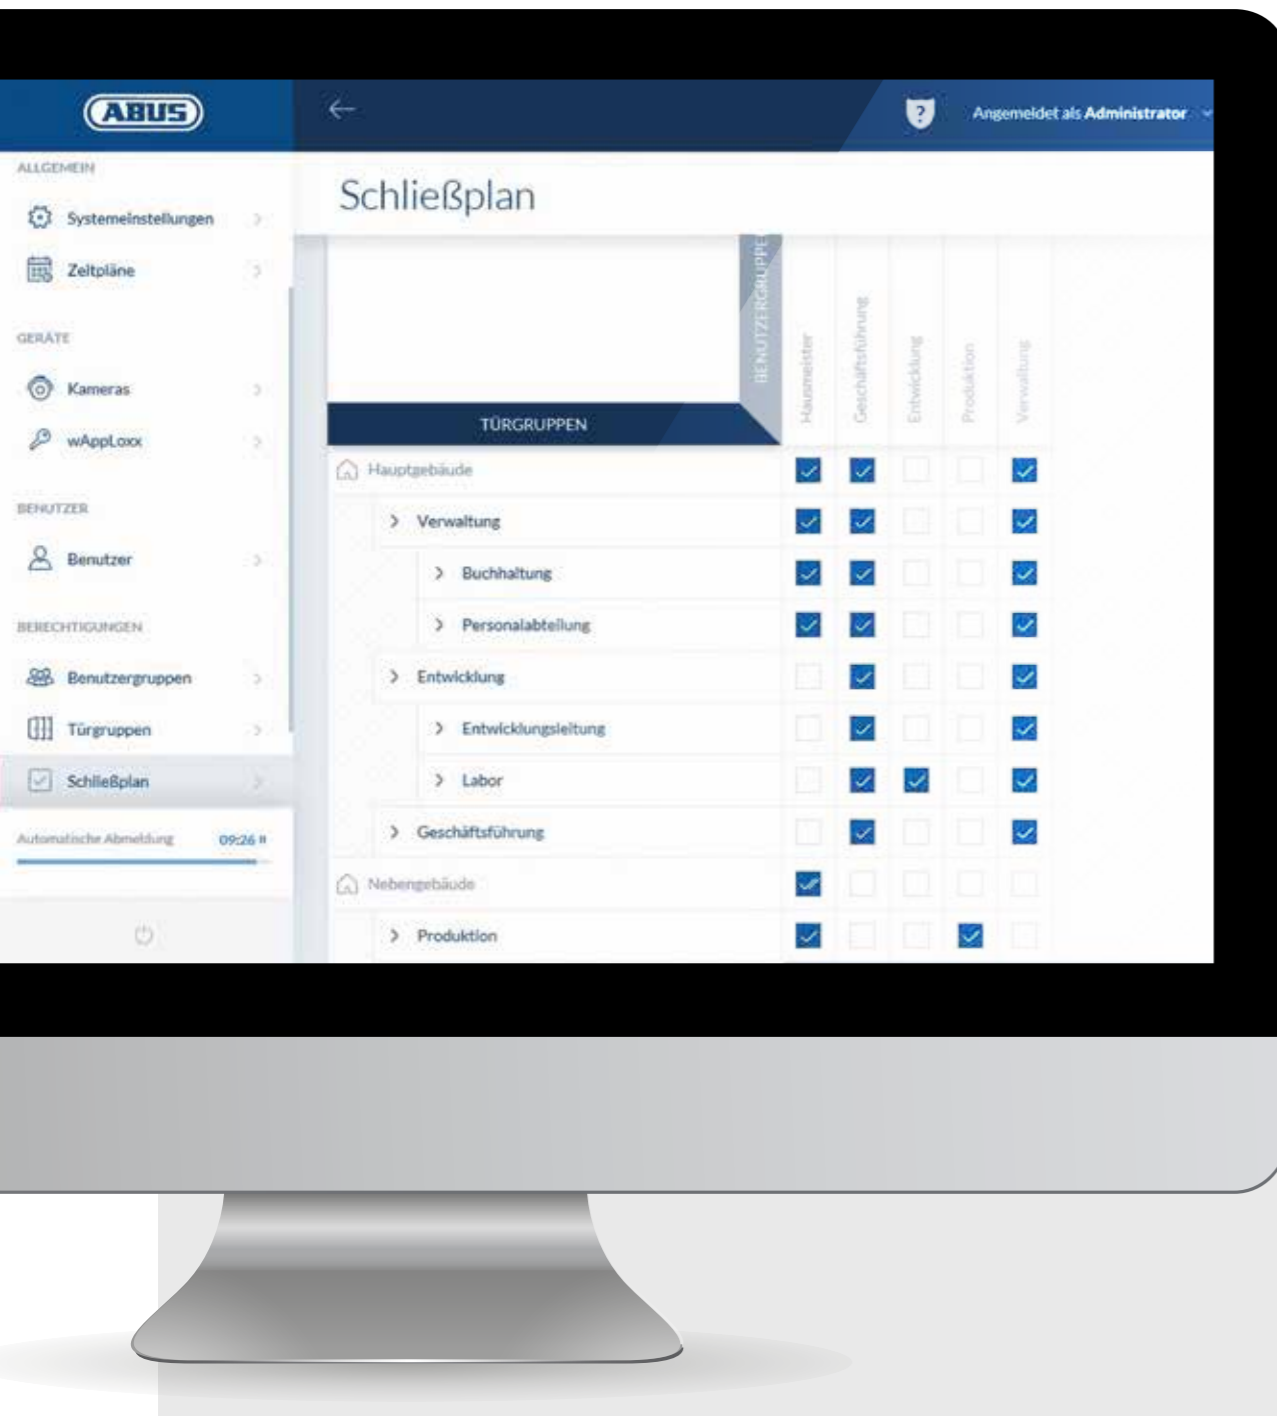 ABUS
Angemeldet als Administrator
ALLGEMEIN
Systemeinstellungen
Zeitpläne
GERÄTE
Kameras
wAppLoxx
BENUTZER
Benutzer
BERECHTIGUNGEN
Benutzergruppen
Türgruppen
Schließplan
Automatische Abmeldung 09:26
Schließplan
BENUTZERGRUPPE
Hausmeister
Geschäftsführung
Entwicklung
Produktion
Verwaltung
TÜRGRUPPEN
Hauptgebäude
Verwaltung
Buchhaltung
Personalabteilung
Entwicklung
Entwicklungsleitung
Labor
Geschäftsführung
Nebengebäude
Produktion